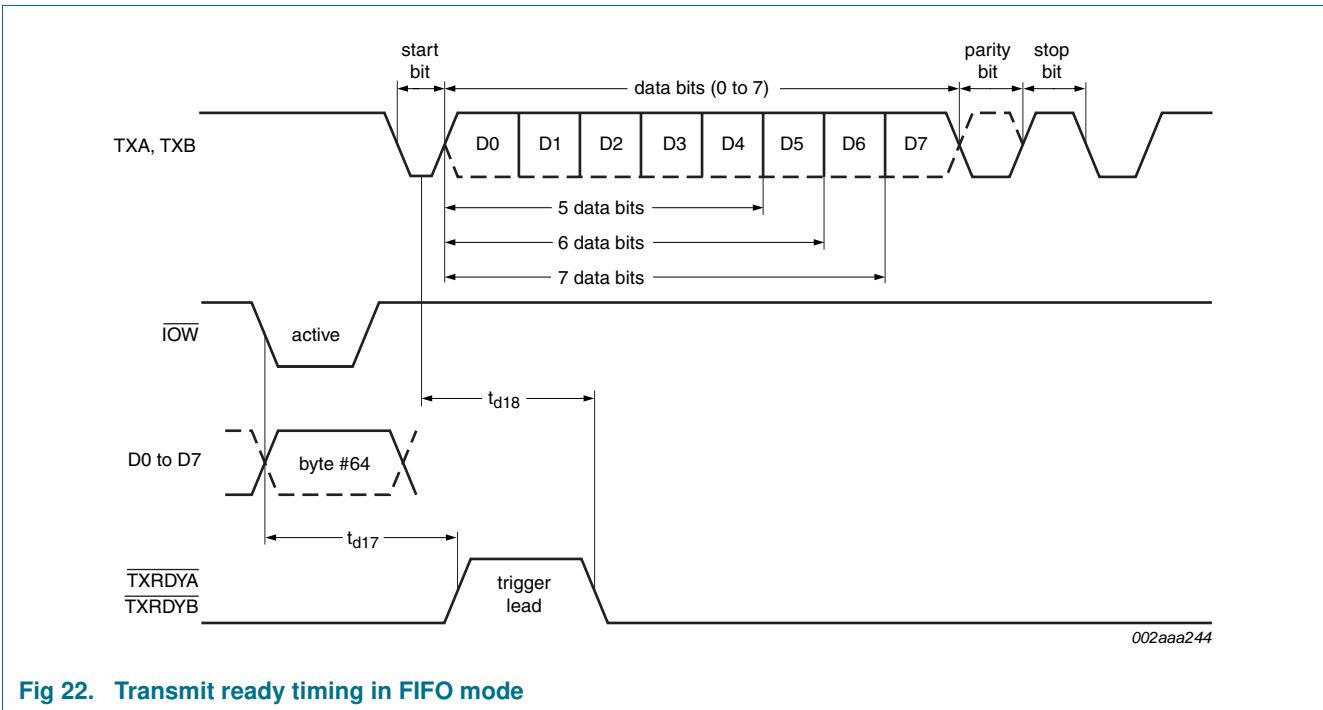 start
bit
data bits (0 to 7)
parity
bit
stop
bit
TXA, TXB
D0 D1 D2 D3 D4 D5 D6 D7
5 data bits
6 data bits
7 data bits
IOW
active
td18
D0 to D7
byte #64
td17
TXRDYA
TXRDYB
trigger
lead
002aaa244
Fig 22. Transmit ready timing in FIFO mode